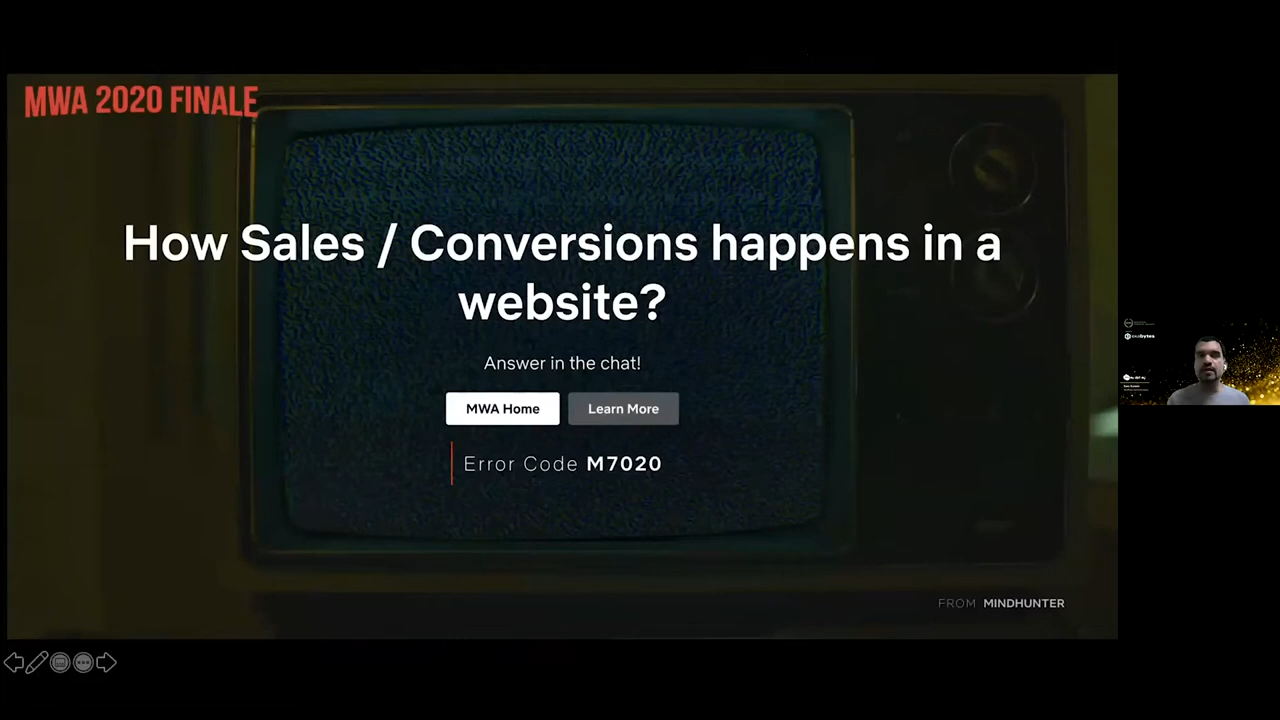 MWA 2020 FINALE
How Sales / Conversions happens in a
website?
Answer in the chat!
MWA Home
Learn More
Error Code M7020
FROM MINDHUNTER
exabytes